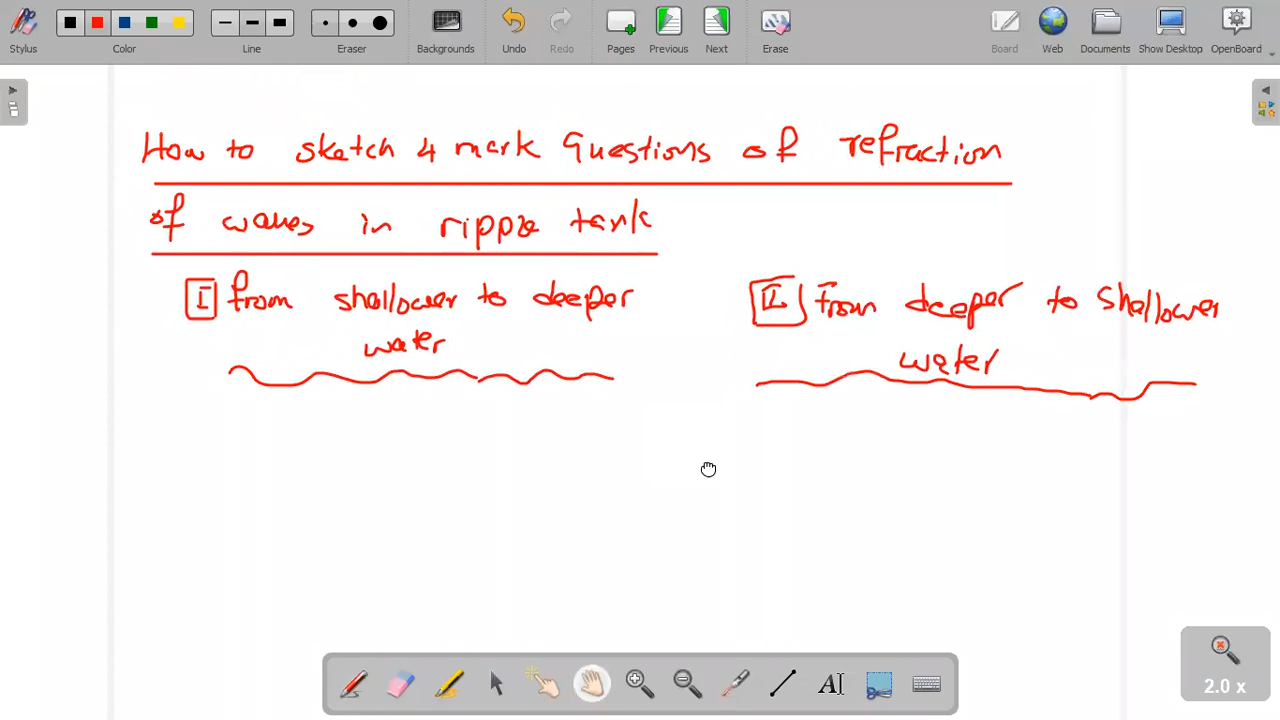 Stylus
Color
Line
Eraser
Backgrounds
Undo
Redo
Pages
Previous
Next
Erase
Board
Web
Documents
Show Desktop
OpenBoard
How to sketch 4 mark Questions of refraction
of waves in ripple tank
I from shallower to deeper
water
II From deeper to shallower
water
AI
2.0 x